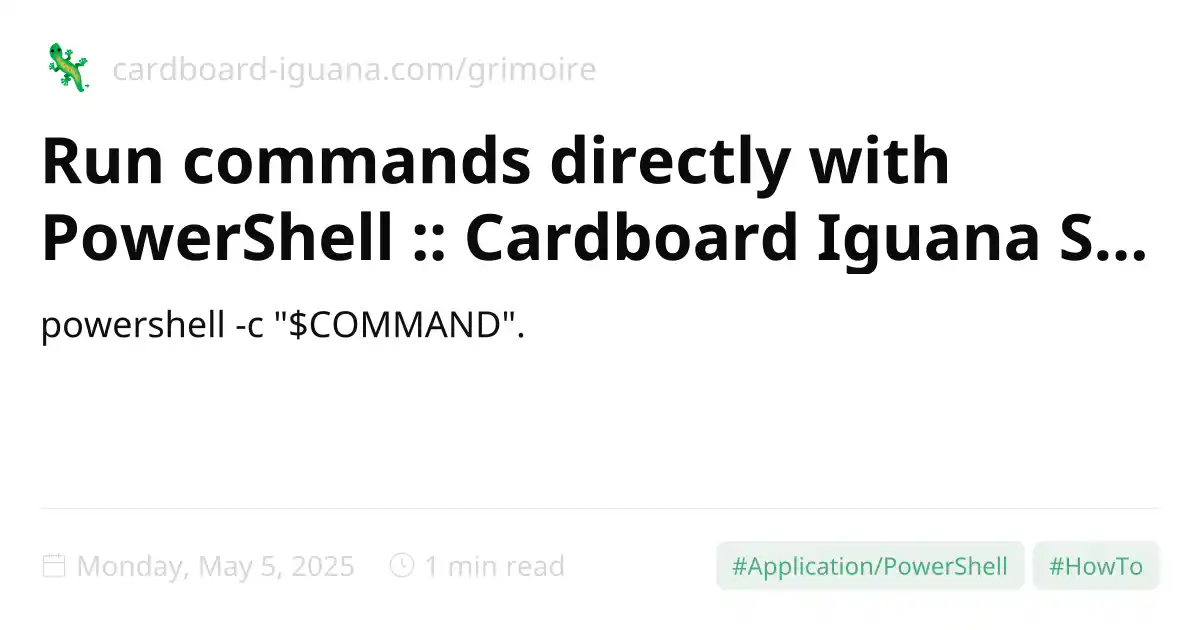 cardboard-iguana.com/grimoire
Run commands directly with
PowerShell :: Cardboard Iguana S...
powershell -c "$COMMAND".
Monday, May 5, 2025 1 min read #Application/PowerShell #HowTo